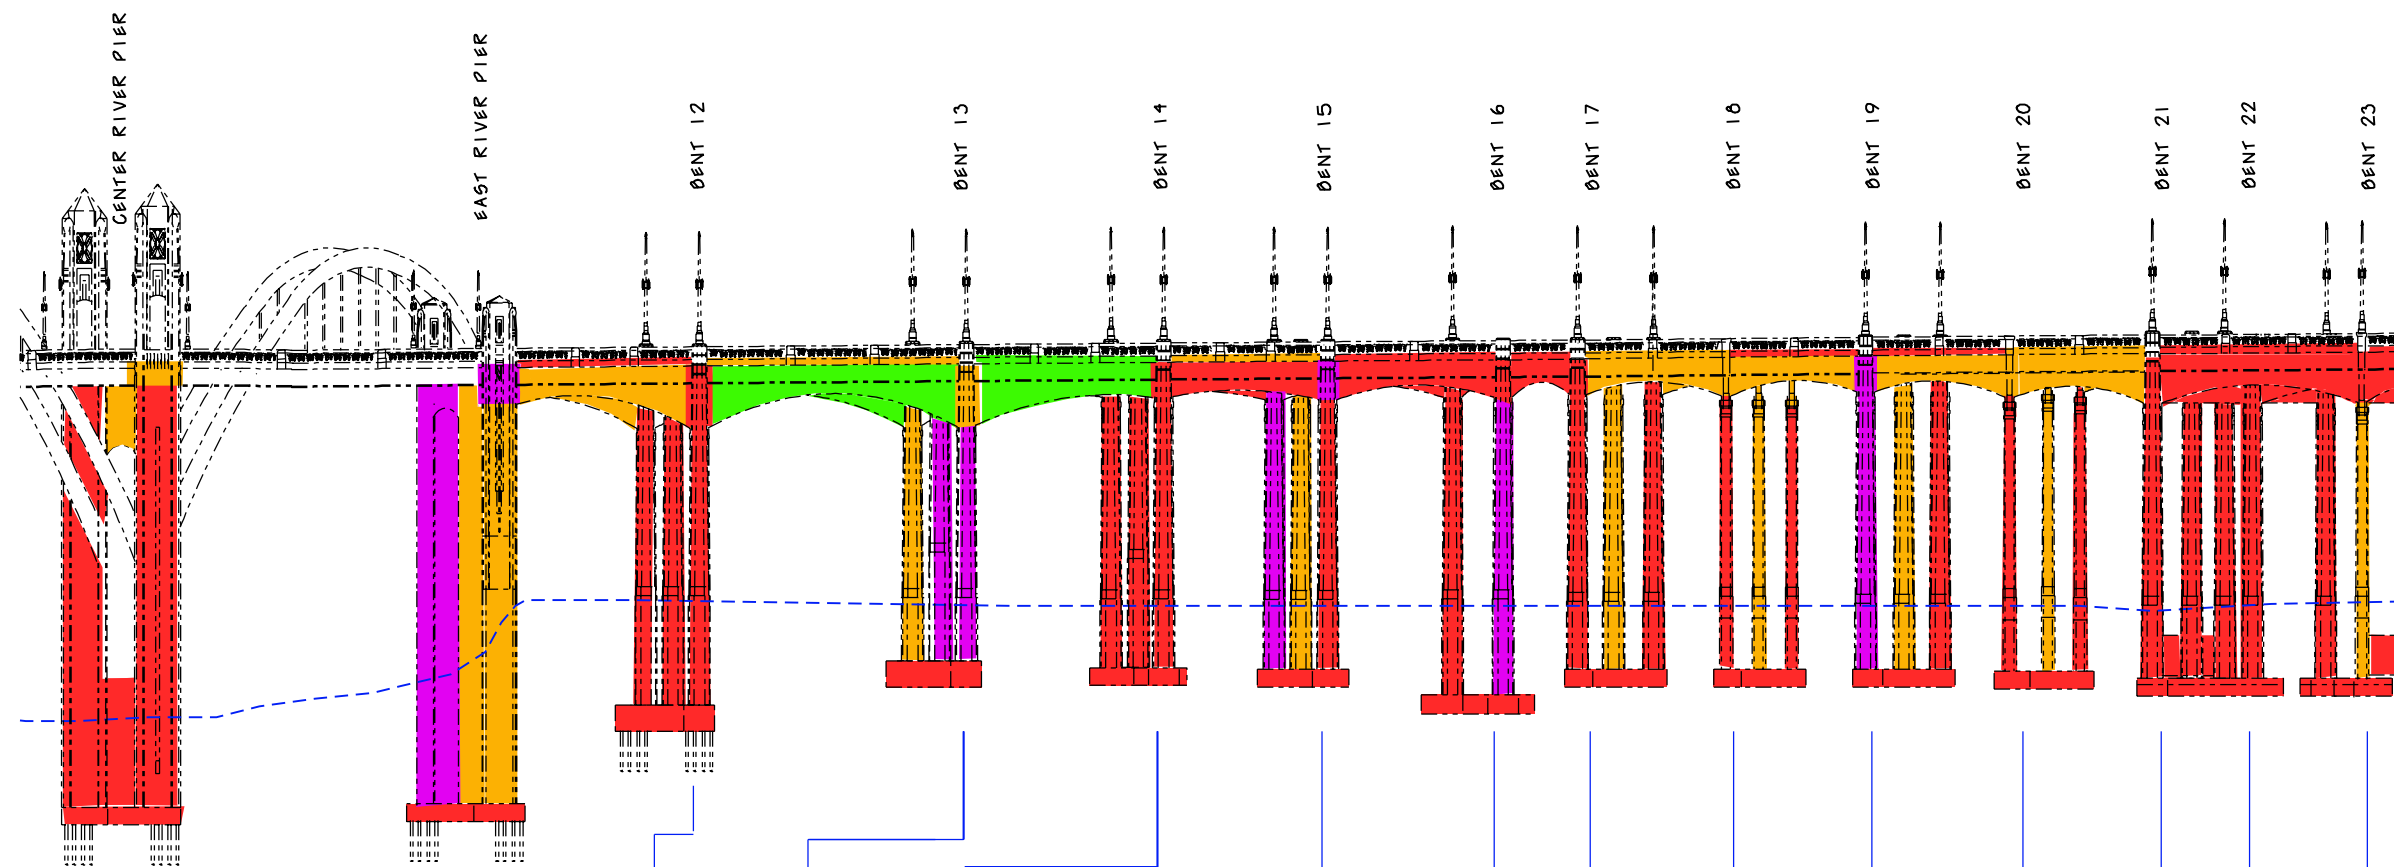 CENTER RIVER PIER
EAST RIVER PIER
BENT 12
BENT 13
BENT 14
BENT 15
BENT 16
BENT 17
BENT 18
BENT 19
BENT 20
BENT 21
BENT 22
BENT 23